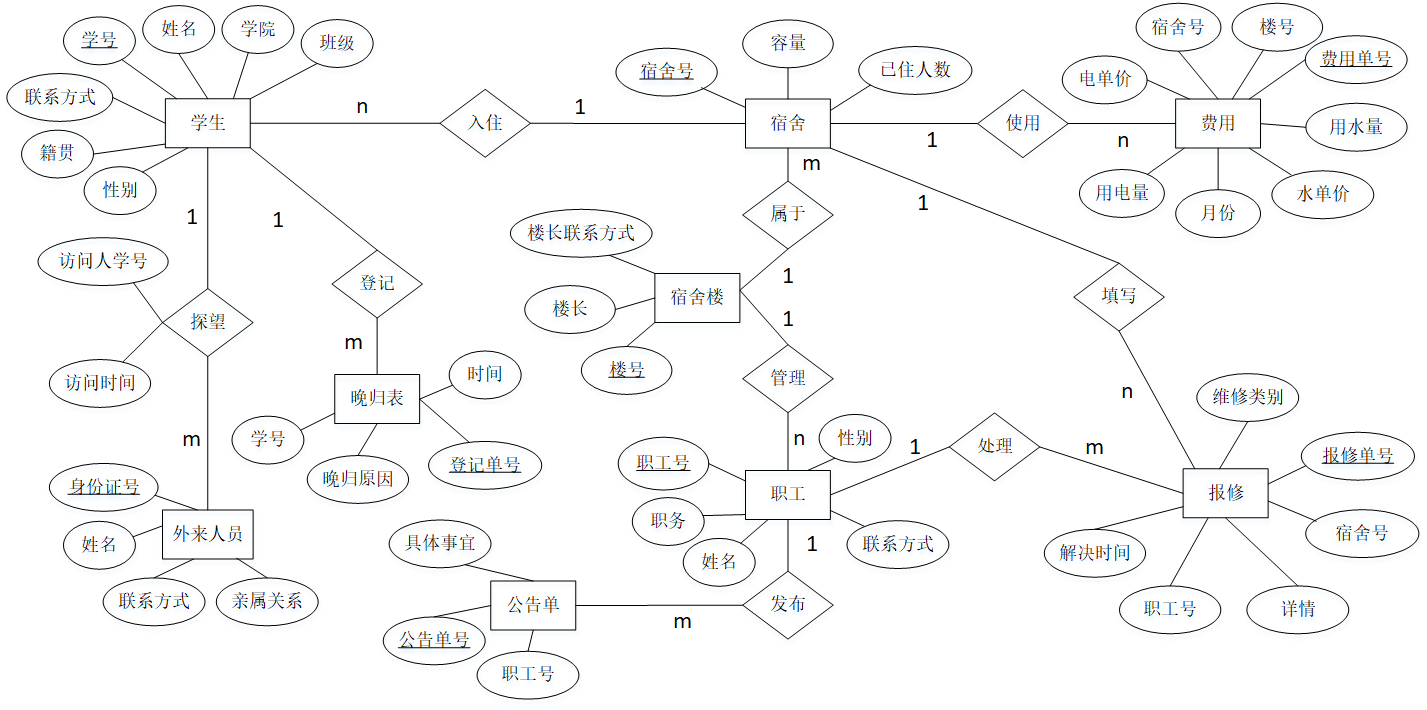 学号
姓名
学院
班级
联系方式
籍贯
性别
学生
n
入住
1
宿舍号
容量
已住人数
宿舍
1
使用
n
宿舍号
楼号
费用单号
电单价
费用
用水量
用电量
月份
水单价
1
访问人学号
探望
访问时间
m
1
登记
m
m
属于
1
楼长联系方式
楼长
楼号
宿舍楼
1
管理
n
1
填写
n
晚归表
时间
学号
晚归原因
登记单号
身份证号
姓名
外来人员
联系方式
亲属关系
职工号
性别
职工
职务
姓名
联系方式
1
处理
m
维修类别
报修单号
报修
宿舍号
解决时间
职工号
详情
1
发布
m
具体事宜
公告单
公告单号
职工号